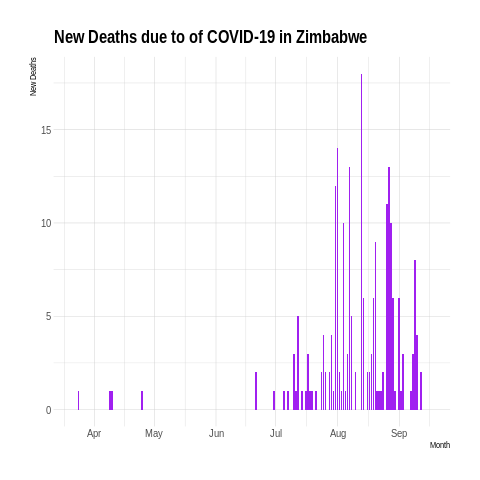 New Deaths due to of COVID-19 in Zimbabwe
New Deaths
15
10
5
0
Apr May Jun Jul Aug Sep
Month